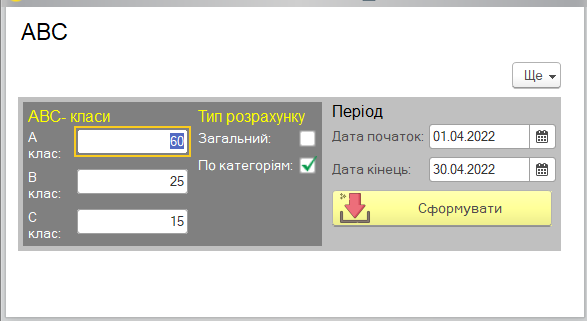 ABC
Ще
ABC- класи
Тип розрахунку
Період
А клас:
60
Загальний:
Дата початок:
01.04.2022
По категоріям:
В клас:
25
Дата кінець:
30.04.2022
С клас:
15
Сформувати